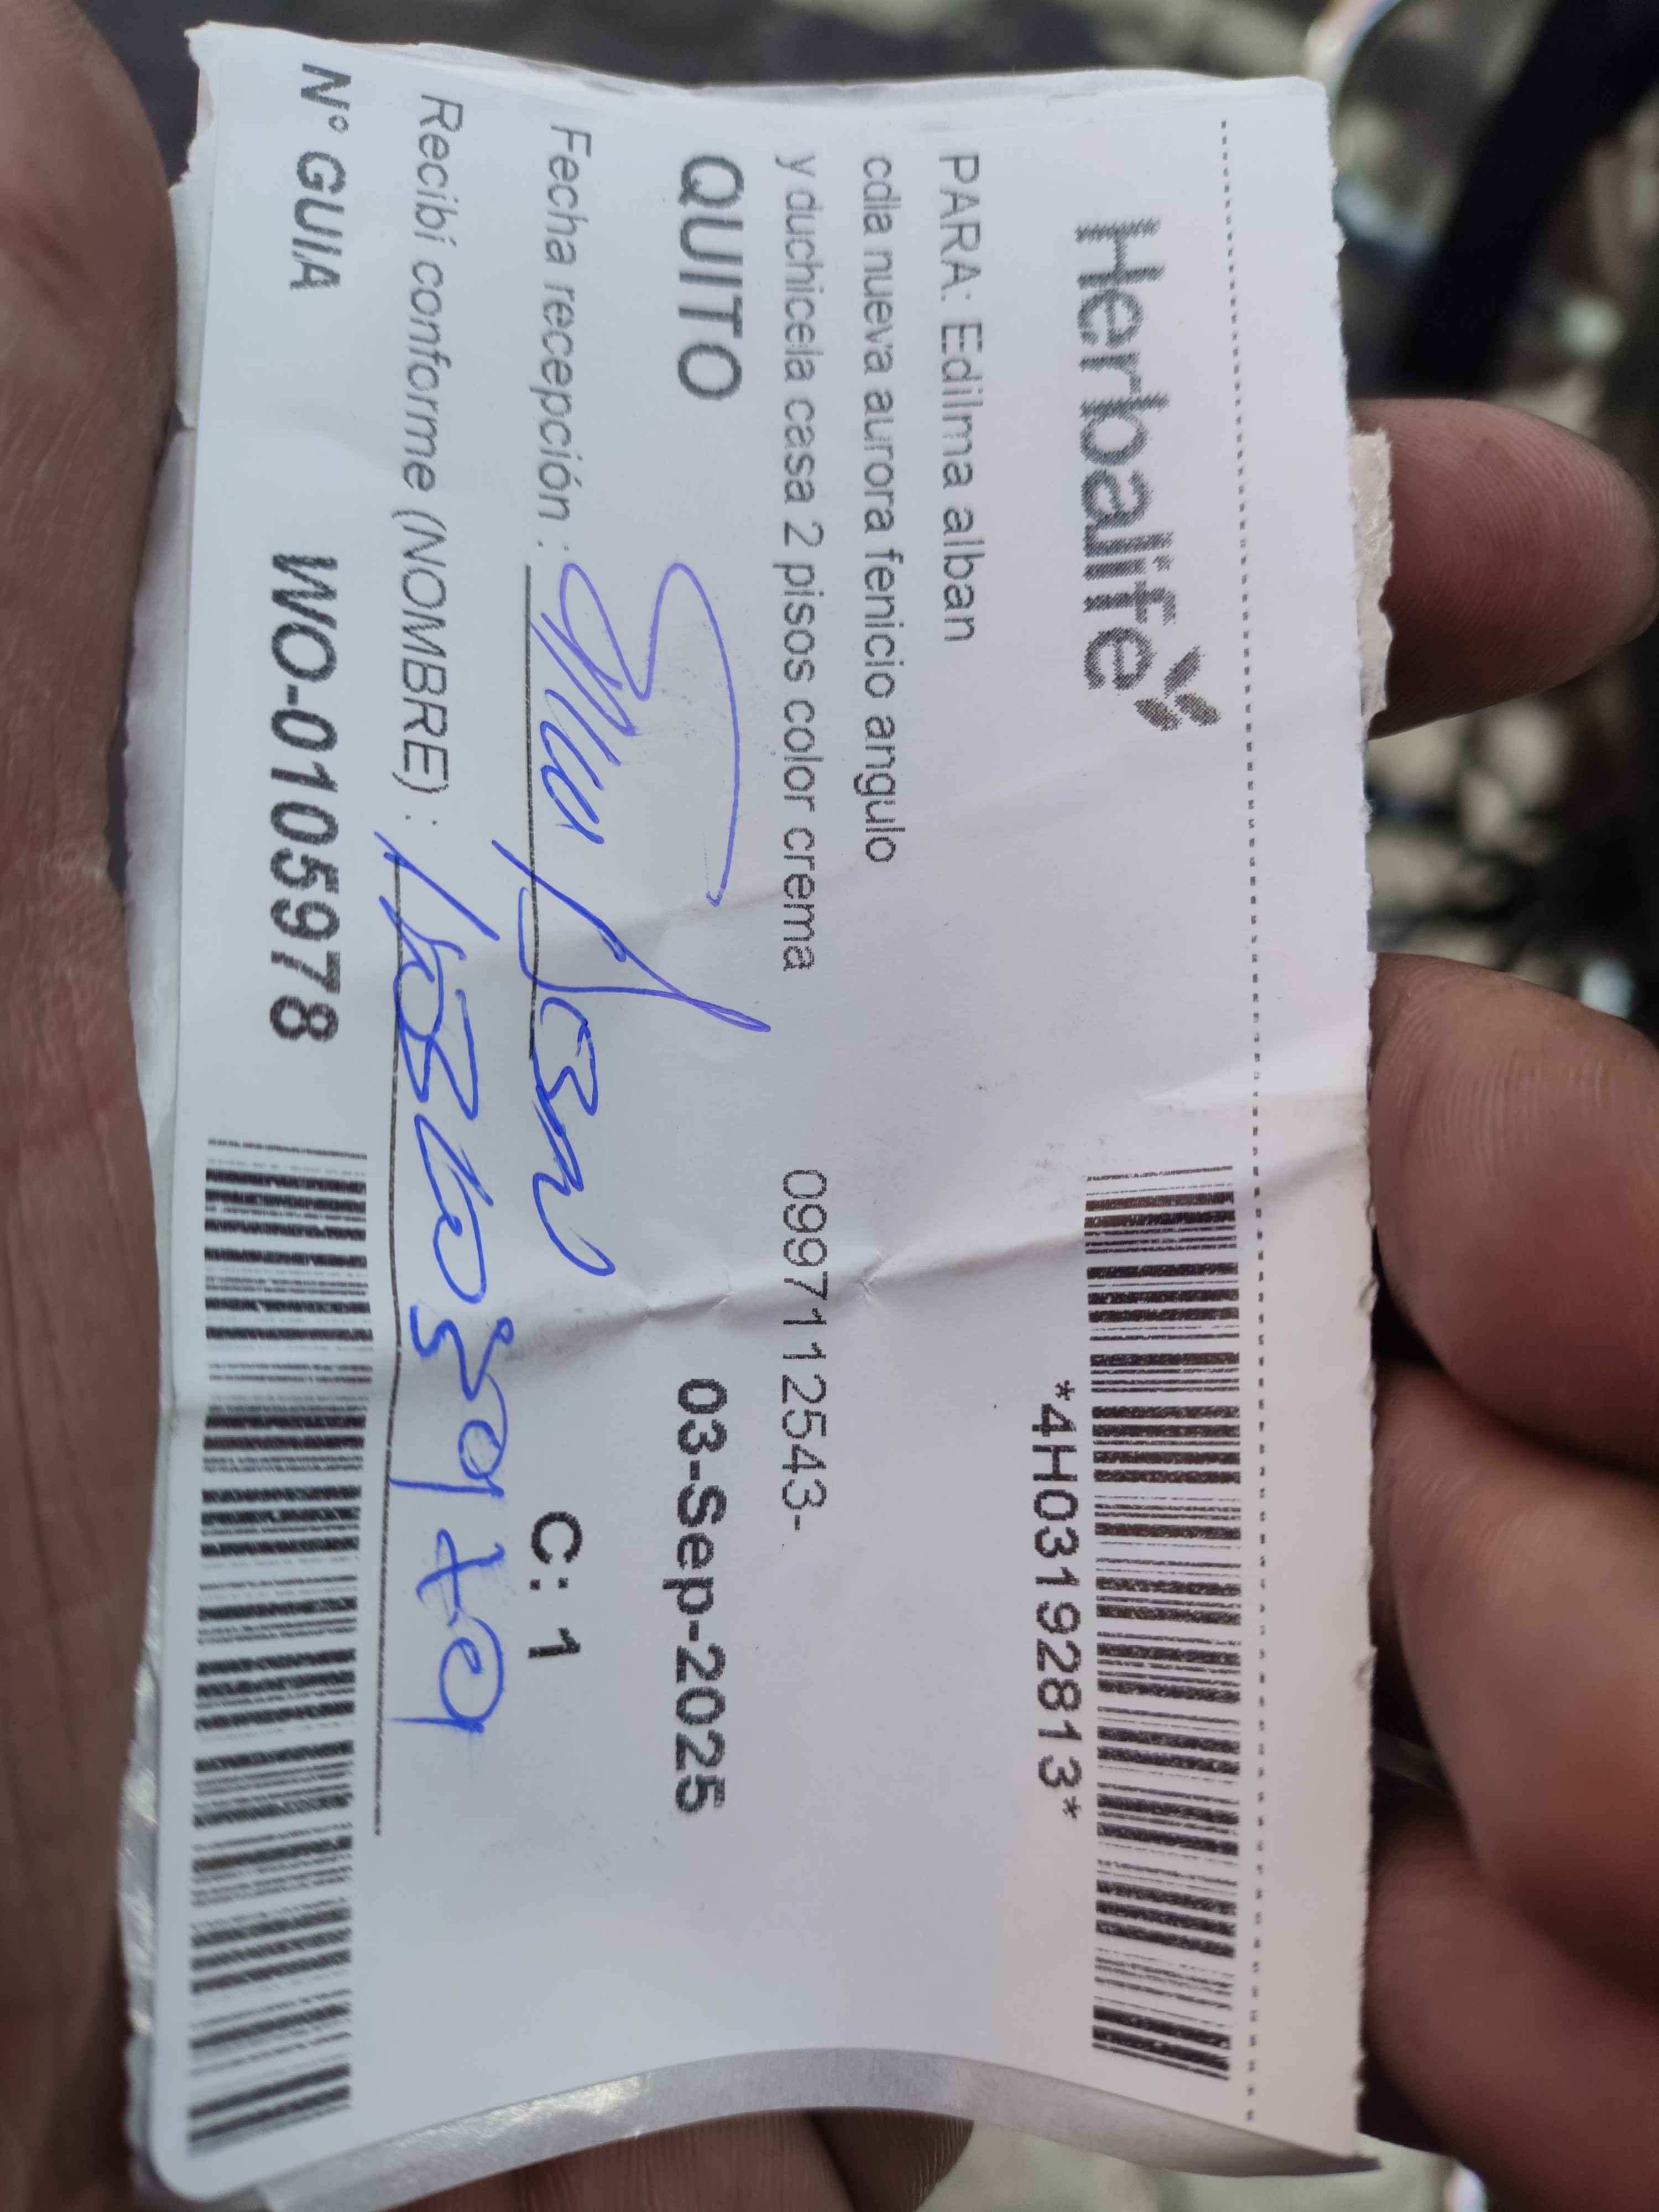 Herbalife
*4H03192813*
PARA: Edilma alban
cdla nueva aurora fenicio angulo
y duchicela casa 2 pisos color crema 0997112543-
QUITO 03-Sep-2025
Fecha recepción :
C: 1
Recibí conforme (NOMBRE) :
Nº GUIA WO-0105978